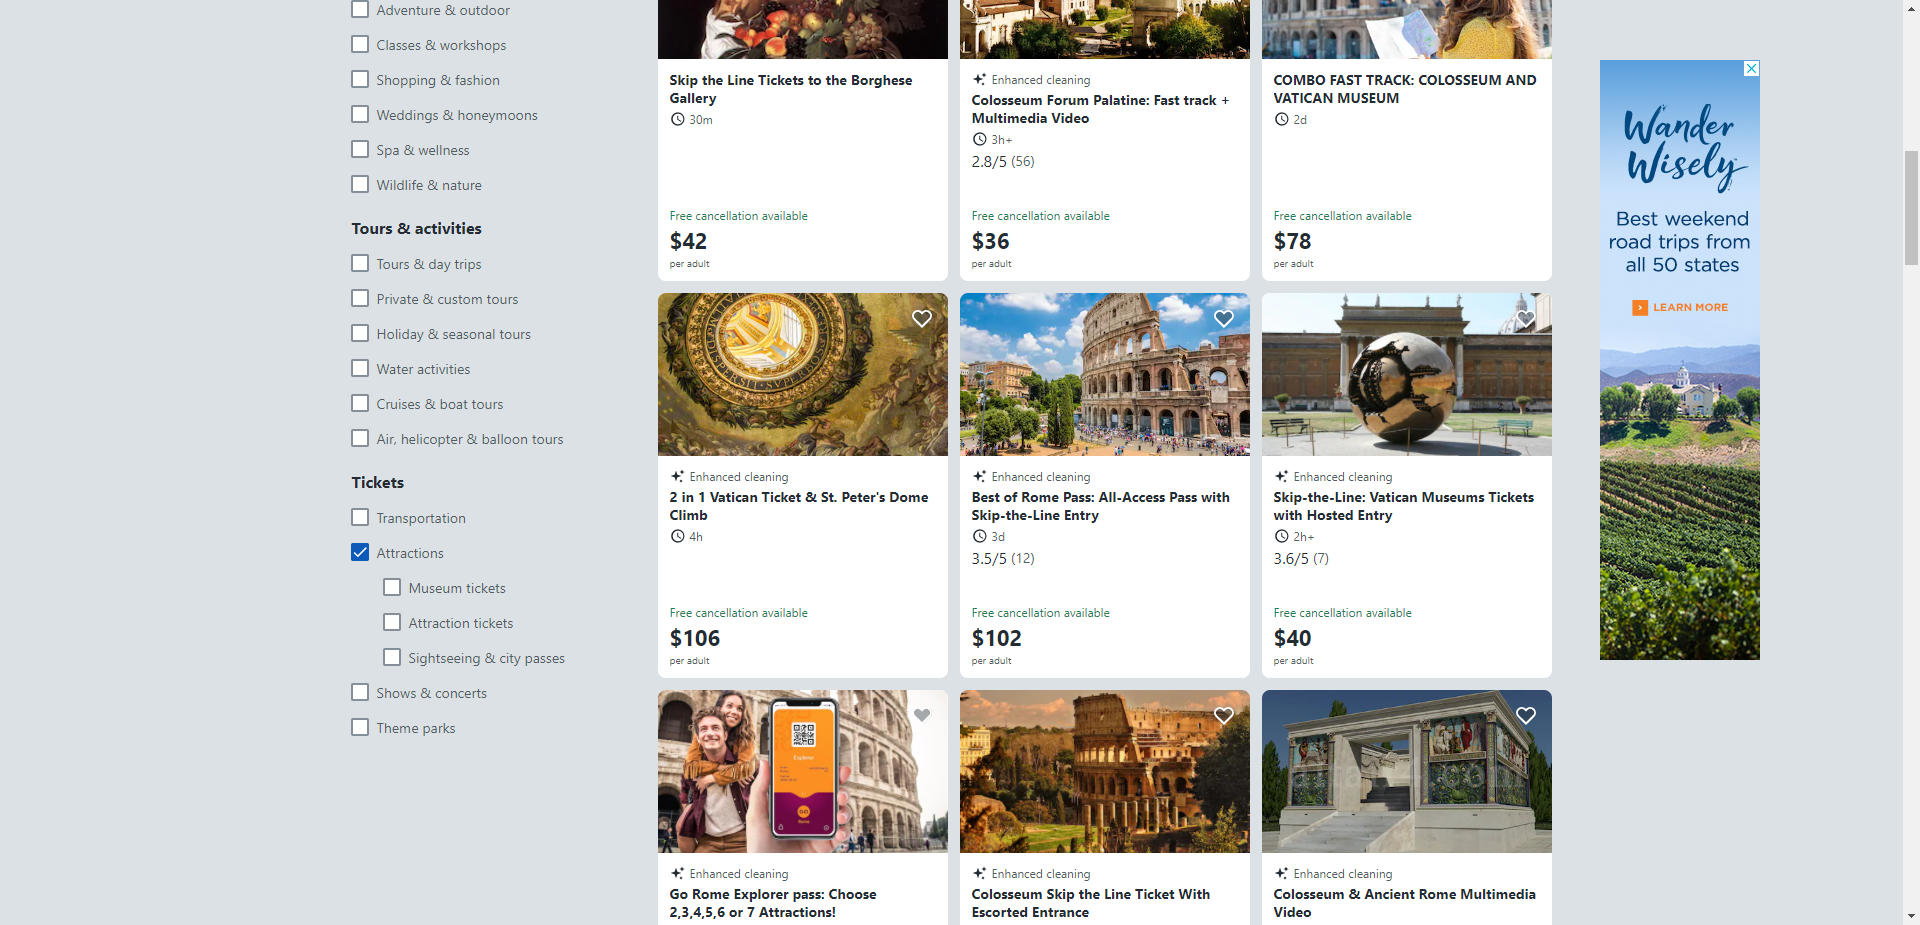 Adventure & outdoor
Classes & workshops
Shopping & fashion
Weddings & honeymoons
Spa & wellness
Wildlife & nature
Tours & activities
Tours & day trips
Private & custom tours
Holiday & seasonal tours
Water activities
Cruises & boat tours
Air, helicopter & balloon tours
Tickets
Transportation
Attractions
Museum tickets
Attraction tickets
Sightseeing & city passes
Shows & concerts
Theme parks
Skip the Line Tickets to the Borghese
Gallery
30m
Free cancellation available
$42
per adult
Enhanced cleaning
Colosseum Forum Palatine: Fast track +
Multimedia Video
3h+
2.8/5 (56)
Free cancellation available
$36
per adult
COMBO FAST TRACK: COLOSSEUM AND
VATICAN MUSEUM
2d
Free cancellation available
$78
per adult
Enhanced cleaning
2 in 1 Vatican Ticket & St. Peter's Dome
Climb
4h
Free cancellation available
$106
per adult
Enhanced cleaning
Best of Rome Pass: All-Access Pass with
Skip-the-Line Entry
3d
3.5/5 (12)
Free cancellation available
$102
per adult
Enhanced cleaning
Skip-the-Line: Vatican Museums Tickets
with Hosted Entry
2h+
3.6/5 (7)
Free cancellation available
$40
per adult
Explorer
Rome
Enhanced cleaning
Go Rome Explorer pass: Choose
2,3,4,5,6 or 7 Attractions!
Enhanced cleaning
Colosseum Skip the Line Ticket With
Escorted Entrance
Enhanced cleaning
Colosseum & Ancient Rome Multimedia
Video
Wander
Wisely
Best weekend
road trips from
all 50 states
LEARN MORE